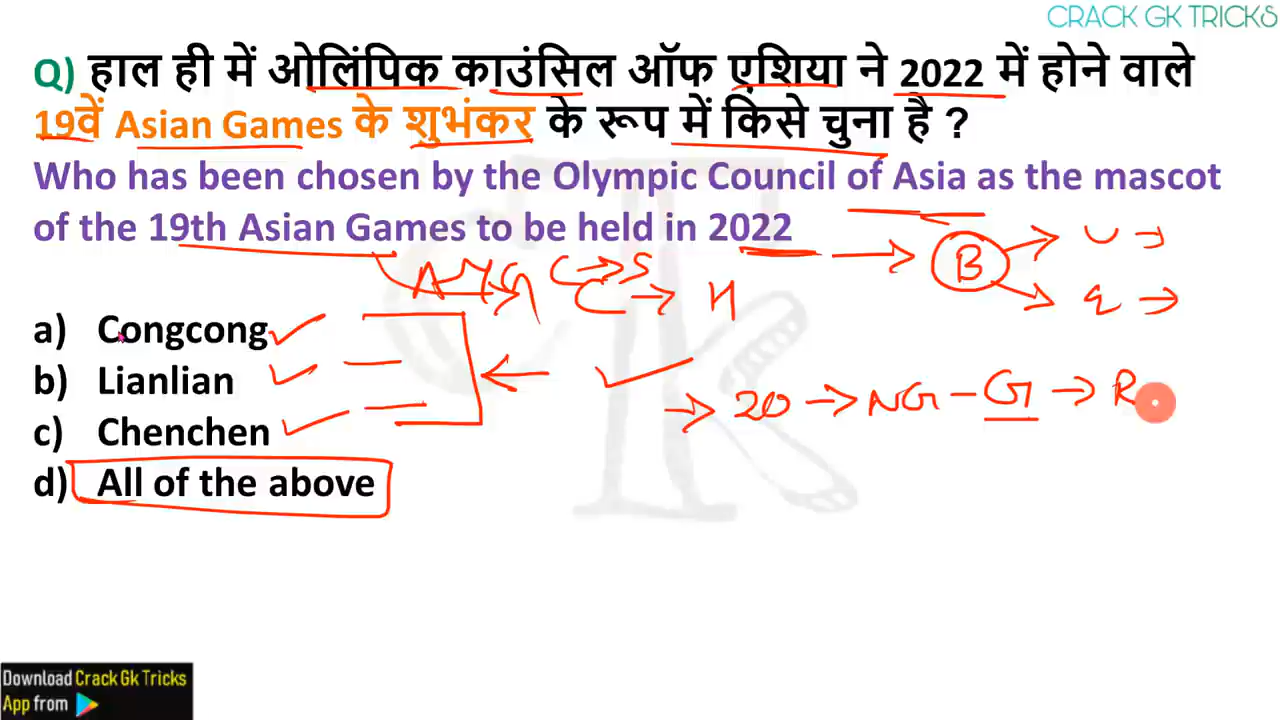 CRACK GK TRICKS
Q) हाल ही में ओलिंपिक काउंसिल ऑफ एशिया ने 2022 में होने वाले
19वें Asian Games के शुभंकर के रूप में किसे चुना है ?
Who has been chosen by the Olympic Council of Asia as the mascot
of the 19th Asian Games to be held in 2022
B
C → S
C → H
a) Congcong
b) Lianlian
20 → NG - G → R
c) Chenchen
d) All of the above
Download Crack Gk Tricks
App from